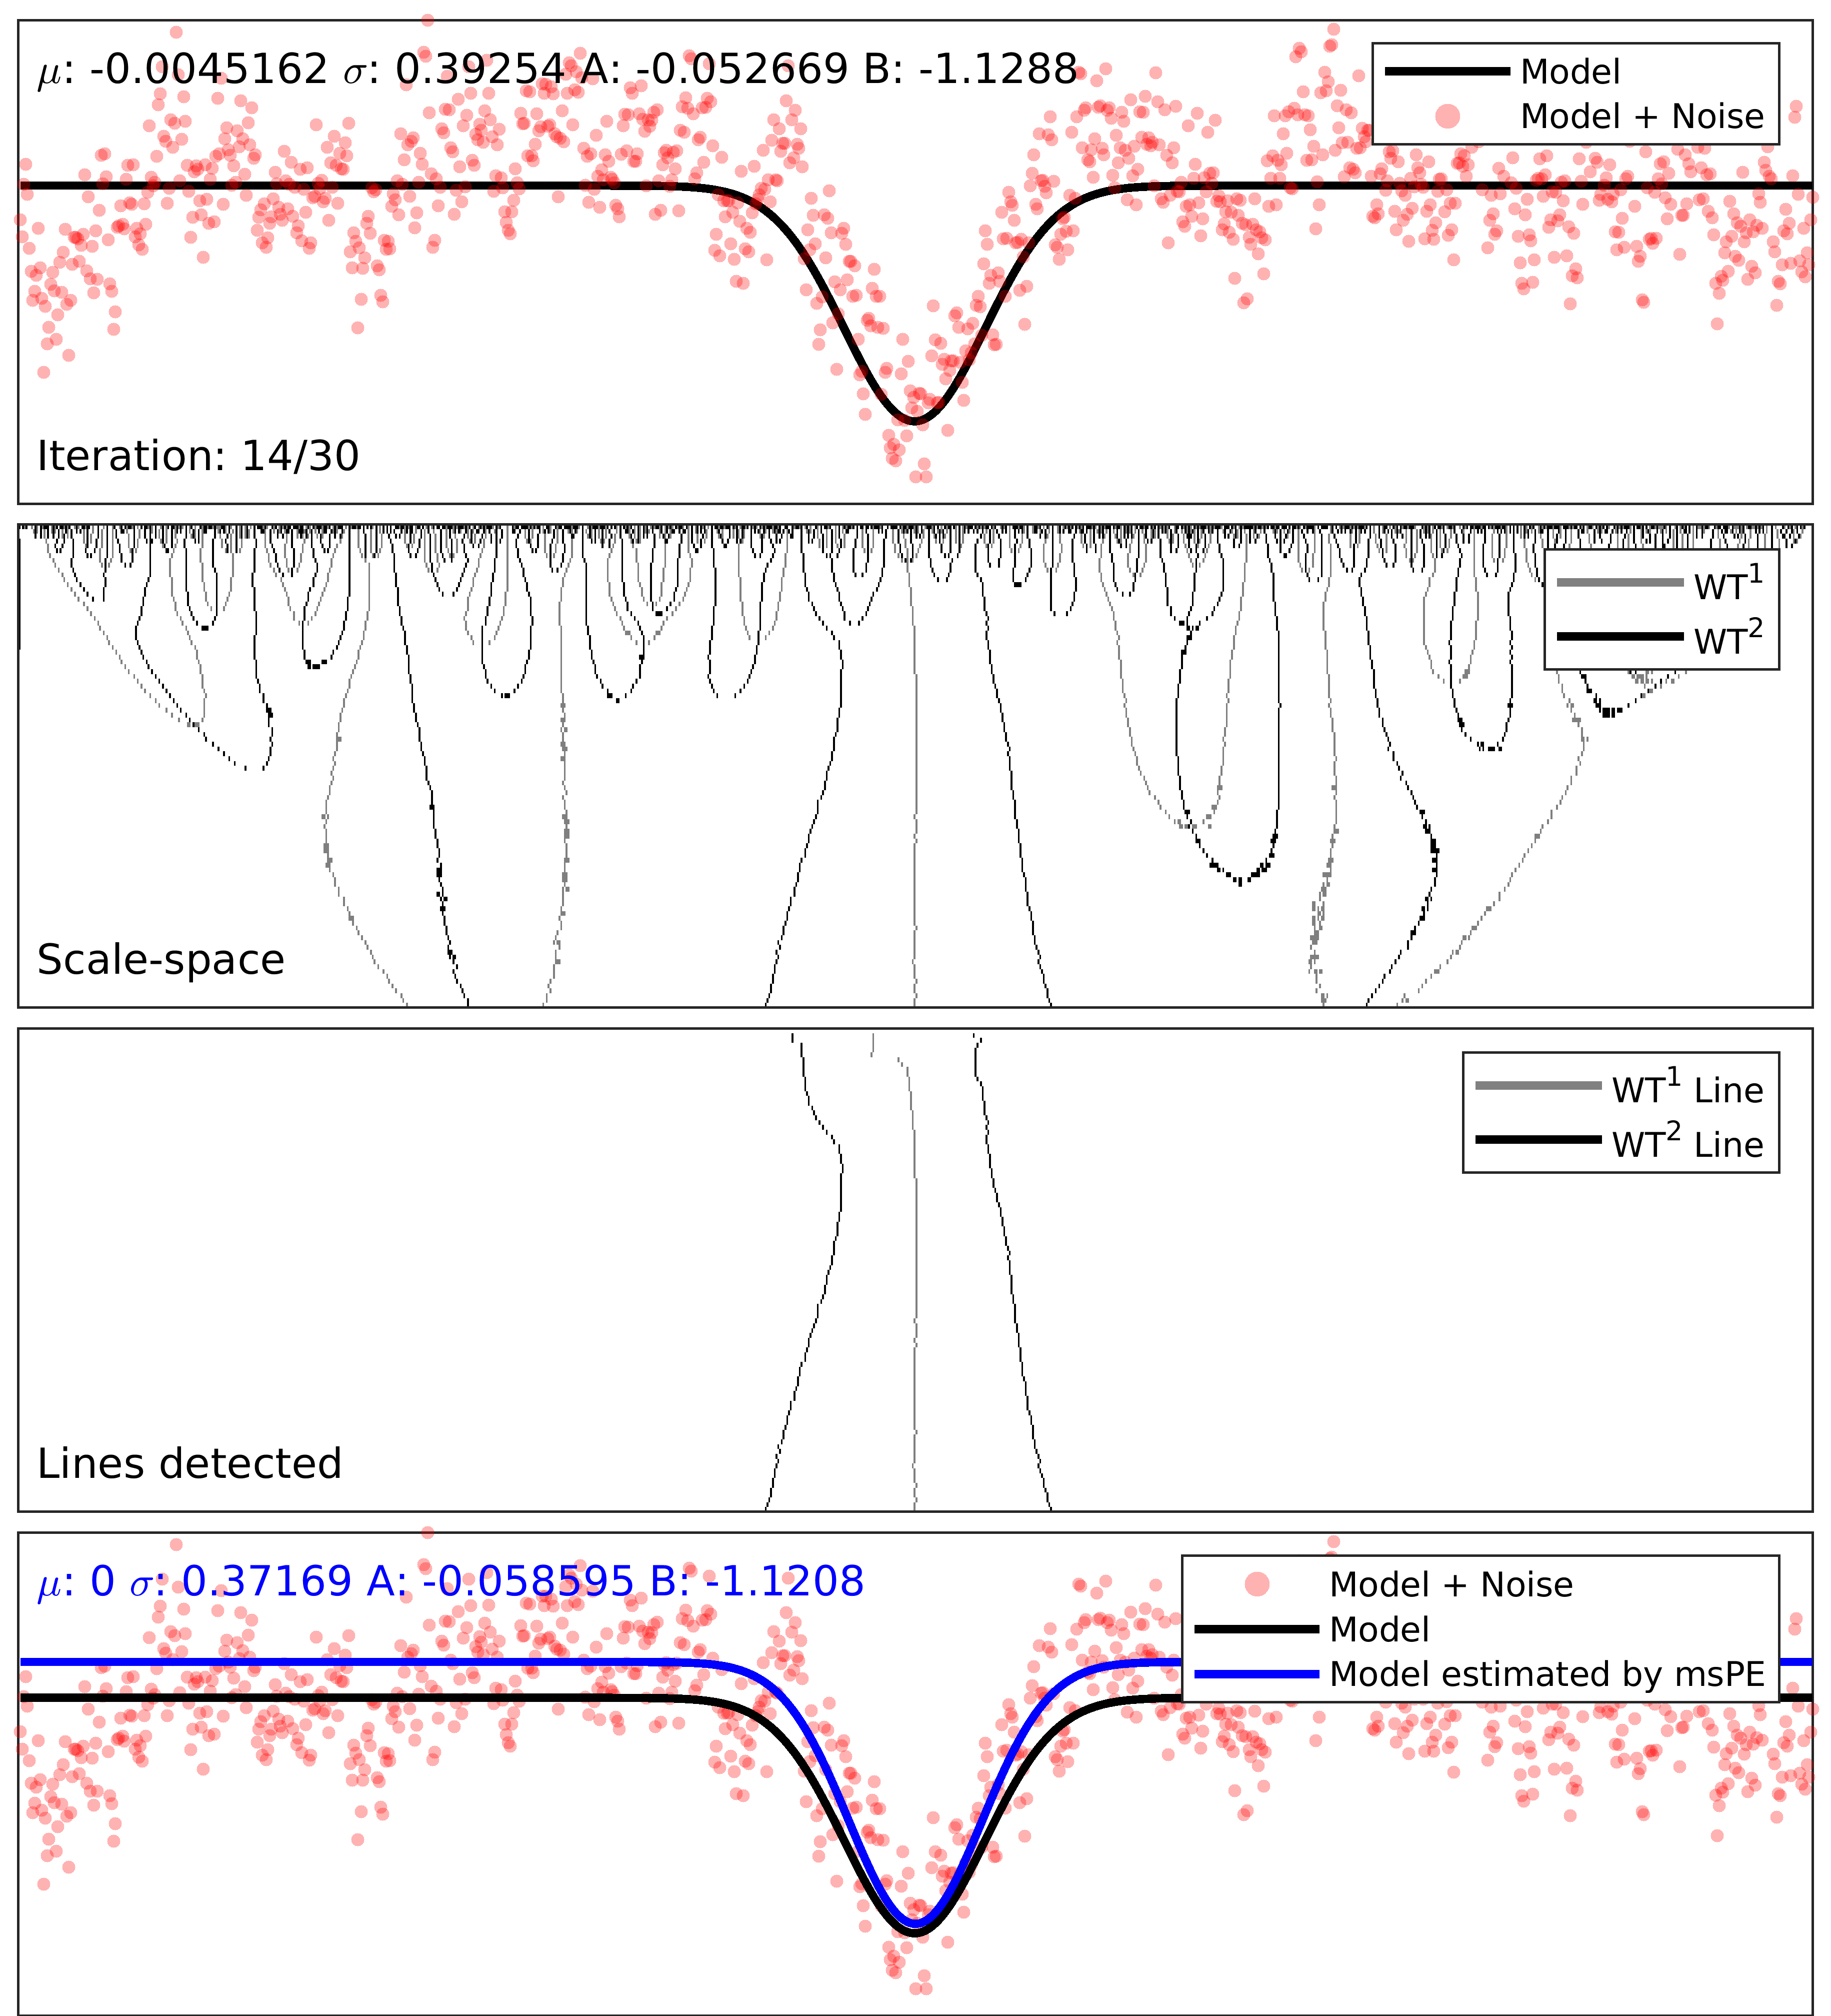 μ: -0.0045162 σ: 0.39254 A: -0.052669 B: -1.1288
Model
Model + Noise
Iteration: 14/30
WT¹
WT²
Scale-space
WT¹ Line
WT² Line
Lines detected
μ: 0 σ: 0.37169 A: -0.058595 B: -1.1208
Model + Noise
Model
Model estimated by msPE